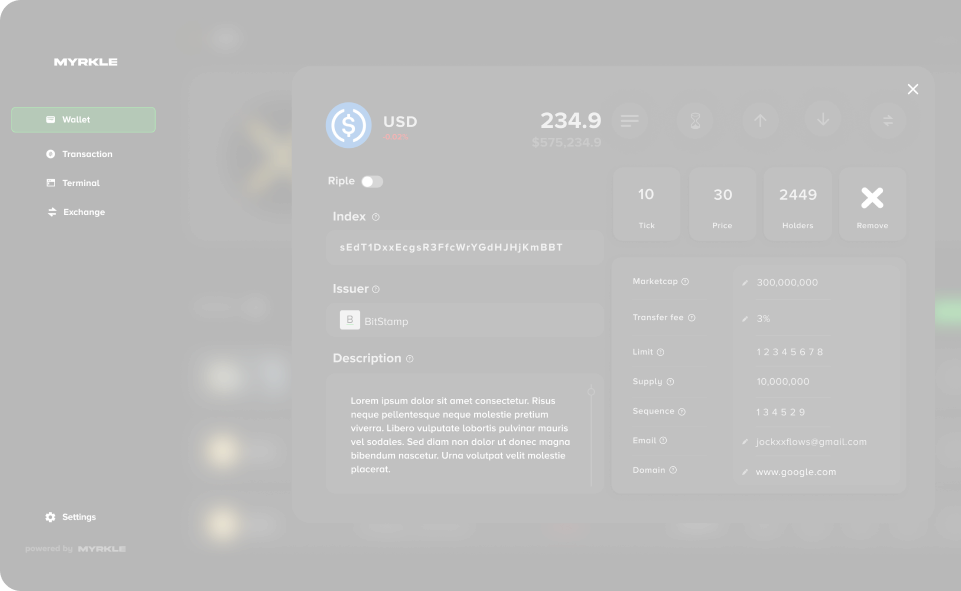 MYRKLE
Wallet
Transaction
Terminal
Exchange
Settings
powered by MYRKLE
USD
234.9
$575,234.9
Riple
Index
sEdT1DxxEcgsR3FfcWrYGdHJHjKmBBT
Issuer
B BitStamp
Description
Lorem ipsum dolor sit amet consectetur. Risus
neque pellentesque neque molestie pretium
viverra. Libero vulputate lobortis pulvinar mauris
vel sodales. Sed diam non dolor ut donec magna
bibendum nascetur. Urna volutpat velit molestie
placerat.
10
Tick
30
Price
2449
Holders
Remove
Marketcap 300,000,000
Transfer fee 3%
Limit 1 2 3 4 5 6 7 8
Supply 10,000,000
Sequence 1 3 4 5 2 9
Email jackxxflows@gmail.com
Domain www.google.com